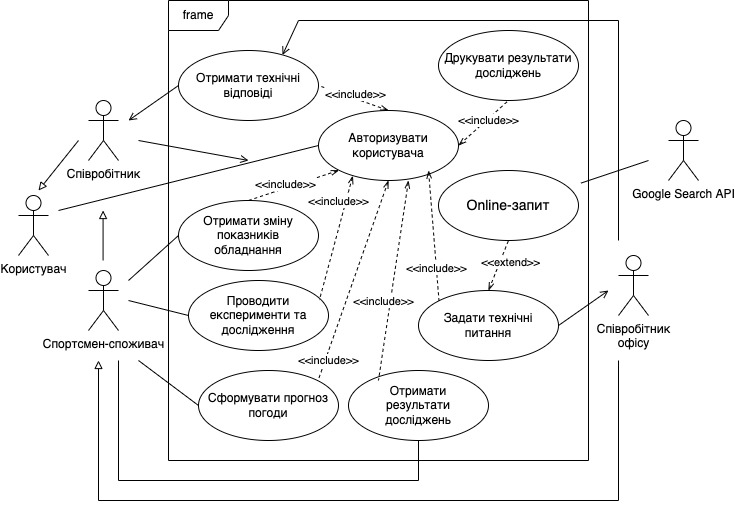 frame
Отримати технічні
відповіді
Друкувати результати
досліджень
<<include>>
<<include>>
Авторизувати
користувача
Співробітник
Google Search API
<<include>>
<<include>>
Online-запит
Отримати зміну
показників
обладнання
Користувач
<<include>>
<<extend>>
Проводити
експерименти та
дослідження
<<include>>
Задати технічні
питання
Співробітник
офісу
Спортсмен-споживач
<<include>>
Сформувати прогноз
погоди
Отримати
результати
досліджень